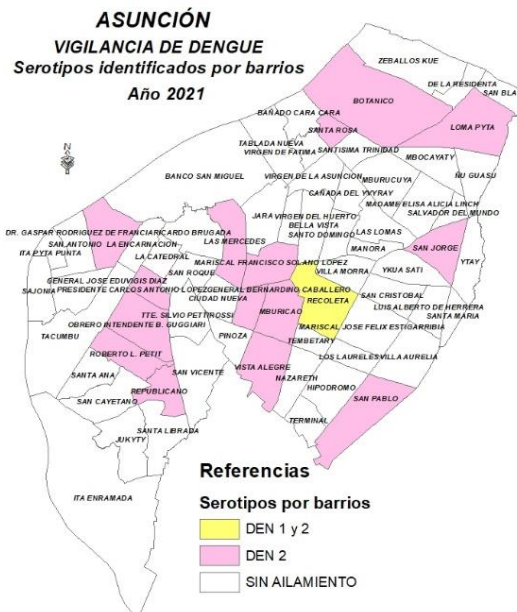 ASUNCIÓN
VIGILANCIA DE DENGUE
Serotipos identificados por barrios
Año 2021
ZEBALLOS KUE
DE LA RESIDENTA
SAN BLA
BOTANICO
BAÑADO CARA CARA
LOMA PYTA
SANTA ROSA
TABLADA NUEVA
SANTISIMA TRINIDAD
VIRGEN DE FATIMA
MBOCAYATY
BANCO SAN MIGUEL
VIRGEN DE LA ASUNCION
MBURUCUYA
ÑU GUASU
CAÑADA DEL YVYRAY
MADAME ELISA ALICIA LINCH
JARA
VIRGEN DEL HUERTO
SALVADOR DEL MUNDO
BELLA VISTA
DR. GASPAR RODRIGUEZ DE FRANCIA
RICARDO BRUGADA
SANTO DOMINGO
LAS LOMAS
LAS MERCEDES
SAN ANTONIO
LA ENCARNACION
MANORA
SAN JORGE
ITA PYTA PUNTA
LA CATEDRAL
MARISCAL FRANCISCO SOLANO LOPEZ
YTAY
SAN ROQUE
VILLA MORRA
YKUA SATI
GENERAL JOSE EDUVIGIS DIAZ
SAJONIA
PRESIDENTE CARLOS ANTONIO LOPEZ
GENERAL BERNARDINO CABALLERO
CIUDAD NUEVA
RECOLETA
SAN CRISTOBAL
LUIS ALBERTO DE HERRERA
MBURICAO
SANTA MARIA
TTE. SILVIO PETTIROSSI
OBRERO INTENDENTE B. GUGGIARI
MARISCAL JOSE FELIX ESTIGARRIBIA
TACUMBU
PINOZA
TEMBETARY
ROBERTO L. PETIT
LOS LAURELES
VILLA AURELIA
SANTA ANA
SAN VICENTE
VISTA ALEGRE
NAZARETH
REPUBLICANO
HIPODROMO
SAN CAYETANO
SAN PABLO
TERMINAL
SANTA LIBRADA
JUKYTY
ITA ENRAMADA
Referencias
Serotipos por barrios
DEN 1 y 2
DEN 2
SIN AILAMIENTO